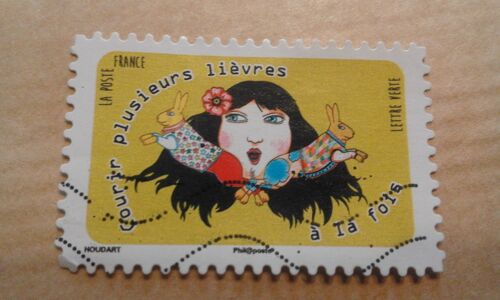 LA POSTE
FRANCE
Courir plusieurs lièvres
à la fois
LETTRE VERTE
HOUDART
Phil@poste